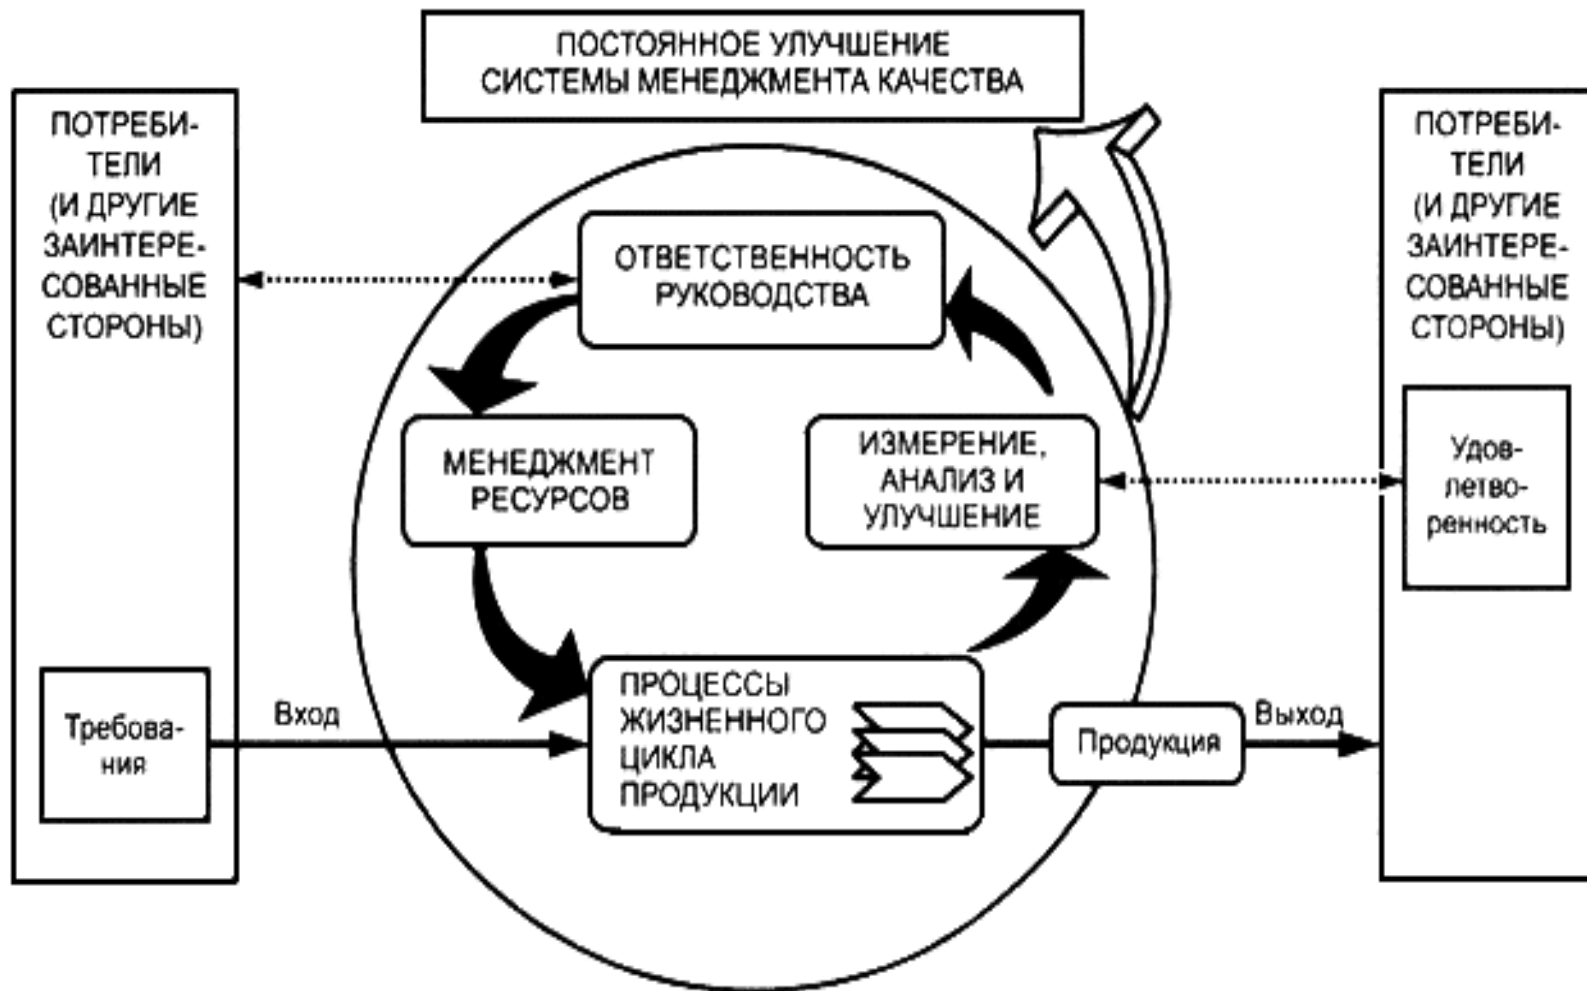 ПОСТОЯННОЕ УЛУЧШЕНИЕ
СИСТЕМЫ МЕНЕДЖМЕНТА КАЧЕСТВА
ПОТРЕБИ-
ТЕЛИ
(И ДРУГИЕ
ЗАИНТЕРЕ-
СОВАННЫЕ
СТОРОНЫ)
Требова-
ния
Вход
ОТВЕТСТВЕННОСТЬ
РУКОВОДСТВА
МЕНЕДЖМЕНТ
РЕСУРСОВ
ИЗМЕРЕНИЕ,
АНАЛИЗ И
УЛУЧШЕНИЕ
ПРОЦЕССЫ
ЖИЗНЕННОГО
ЦИКЛА
ПРОДУКЦИИ
Продукция
Выход
ПОТРЕБИ-
ТЕЛИ
(И ДРУГИЕ
ЗАИНТЕРЕ-
СОВАННЫЕ
СТОРОНЫ)
Удов-
летво-
ренность